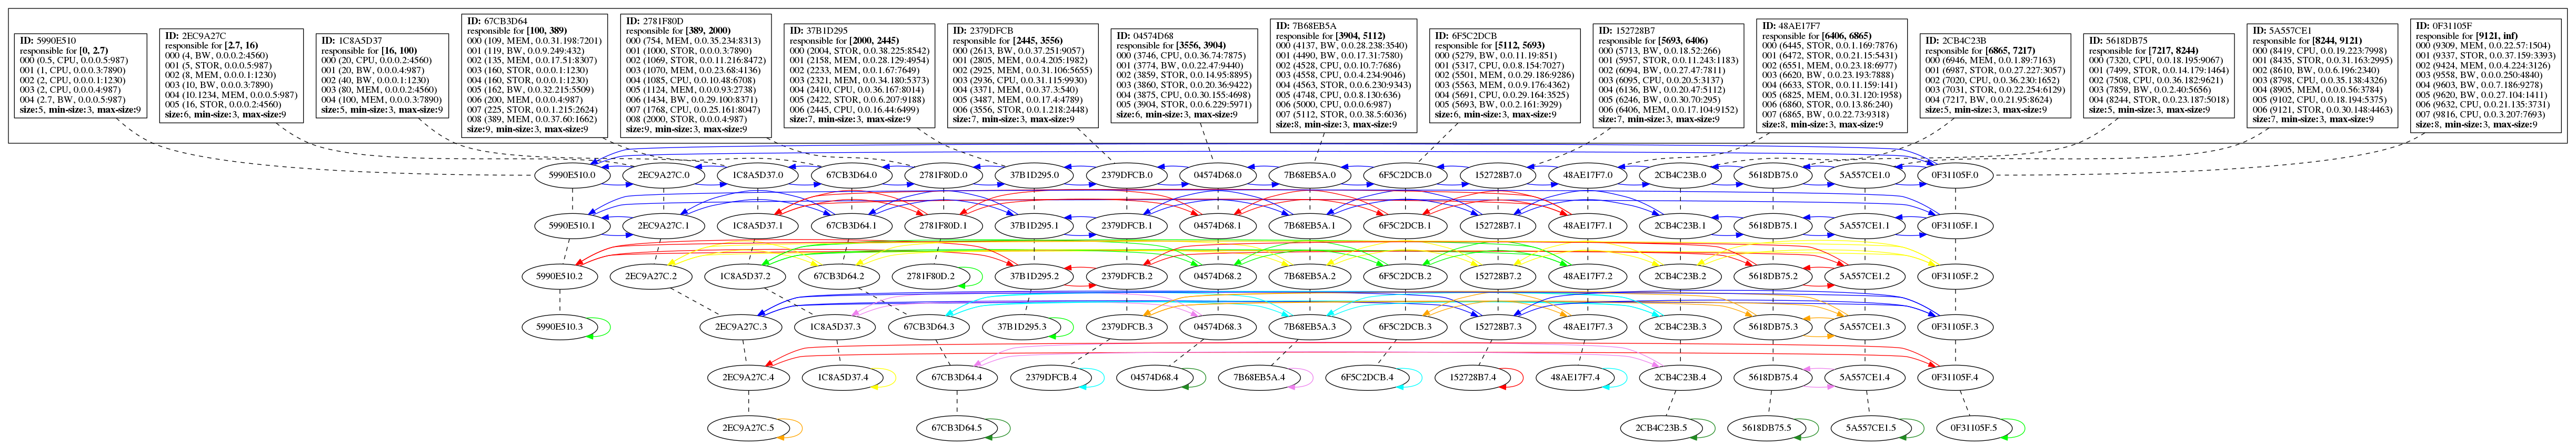 ID: 5990E510
responsible for [0, 2.7)
000 (0.5, CPU, 0.0.0.5:987)
001 (1, CPU, 0.0.0.3:7890)
002 (2, CPU, 0.0.0.1:1230)
003 (2, CPU, 0.0.0.4:987)
004 (2.7, BW, 0.0.0.5:987)
size:5, min-size:3, max-size:9
ID: 2EC9A27C
responsible for [2.7, 16)
000 (4, BW, 0.0.0.2:4560)
001 (5, STOR, 0.0.0.5:987)
002 (8, MEM, 0.0.0.1:1230)
003 (10, BW, 0.0.0.3:7890)
004 (10.1234, MEM, 0.0.0.5:987)
005 (16, STOR, 0.0.0.2:4560)
size:6, min-size:3, max-size:9
ID: 1C8A5D37
responsible for [16, 100)
000 (20, CPU, 0.0.0.2:4560)
001 (20, BW, 0.0.0.4:987)
002 (40, BW, 0.0.0.1:1230)
003 (80, MEM, 0.0.0.2:4560)
004 (100, MEM, 0.0.0.3:7890)
size:5, min-size:3, max-size:9
ID: 67CB3D64
responsible for [100, 389)
000 (109, MEM, 0.0.31.198:7201)
001 (119, BW, 0.0.9.249:432)
002 (135, MEM, 0.0.17.51:8307)
003 (160, STOR, 0.0.0.1:1230)
004 (160, STOR, 0.0.0.1:1230)
005 (162, BW, 0.0.32.215:5509)
006 (200, MEM, 0.0.0.4:987)
007 (225, STOR, 0.0.1.215:2624)
008 (389, MEM, 0.0.37.60:1662)
size:9, min-size:3, max-size:9
ID: 2781F80D
responsible for [389, 2000)
000 (754, MEM, 0.0.35.234:8313)
001 (1000, STOR, 0.0.0.3:7890)
002 (1069, STOR, 0.0.11.216:8472)
003 (1070, MEM, 0.0.23.68:4136)
004 (1085, CPU, 0.0.10.48:6708)
005 (1124, MEM, 0.0.93:2738)
006 (1434, BW, 0.0.29.100:8371)
007 (1768, CPU, 0.0.25.161:8047)
008 (2000, STOR, 0.0.0.4:987)
size:9, min-size:3, max-size:9
ID: 37B1D295
responsible for [2000, 2445)
000 (2004, STOR, 0.0.38.225:8542)
001 (2158, MEM, 0.0.28.129:4954)
002 (2233, MEM, 0.0.1.67:7649)
003 (2321, MEM, 0.0.34.180:5373)
004 (2410, CPU, 0.0.36.167:8014)
005 (2422, STOR, 0.0.6.207:9188)
006 (2445, CPU, 0.0.16.44:6499)
size:7, min-size:3, max-size:9
ID: 2379DFCB
responsible for [2445, 3556)
000 (2613, BW, 0.0.37.251:9057)
001 (2805, MEM, 0.0.4.205:1982)
002 (2925, MEM, 0.0.31.106:5655)
003 (2936, CPU, 0.0.31.115:9930)
004 (3371, MEM, 0.0.37.3:540)
005 (3487, MEM, 0.0.17.4:4789)
006 (3556, STOR, 0.0.1.218:2448)
size:7, min-size:3, max-size:9
ID: 04574D68
responsible for [3556, 3904)
000 (3746, CPU, 0.0.36.74:7875)
001 (3774, BW, 0.0.22.47:9440)
002 (3859, STOR, 0.0.14.95:8895)
003 (3860, STOR, 0.0.20.36:9422)
004 (3875, CPU, 0.0.30.155:4698)
005 (3904, STOR, 0.0.6.229:5971)
size:6, min-size:3, max-size:9
ID: 7B68EB5A
responsible for [3904, 5112)
000 (4137, BW, 0.0.28.238:3540)
001 (4490, BW, 0.0.17.31:7580)
002 (4528, CPU, 0.0.10.7:7686)
003 (4558, CPU, 0.0.4.234:9046)
004 (4563, STOR, 0.0.6.230:9343)
005 (4748, CPU, 0.0.8.130:636)
006 (5000, CPU, 0.0.0.6:987)
007 (5112, STOR, 0.0.38.5:6036)
size:8, min-size:3, max-size:9
ID: 6F5C2DCB
responsible for [5112, 5693)
000 (5279, BW, 0.0.11.19:851)
001 (5317, CPU, 0.0.8.154:7027)
002 (5501, MEM, 0.0.29.186:9286)
003 (5563, MEM, 0.0.9.176:4362)
004 (5691, CPU, 0.0.29.164:3525)
005 (5693, BW, 0.0.2.161:3929)
size:6, min-size:3, max-size:9
ID: 152728B7
responsible for [5693, 6406)
000 (5713, BW, 0.0.18.52:266)
001 (5957, STOR, 0.0.11.243:1183)
002 (6094, BW, 0.0.27.47:7811)
003 (6095, CPU, 0.0.20.5:3137)
004 (6136, BW, 0.0.20.47:5112)
005 (6246, BW, 0.0.30.70:295)
006 (6406, MEM, 0.0.17.104:9152)
size:7, min-size:3, max-size:9
ID: 48AE17F7
responsible for [6406, 6865)
000 (6445, STOR, 0.0.1.169:7876)
001 (6472, STOR, 0.0.21.15:5431)
002 (6551, MEM, 0.0.23.18:6977)
003 (6620, BW, 0.0.23.193:7888)
004 (6633, STOR, 0.0.11.159:141)
005 (6825, MEM, 0.0.31.120:1958)
006 (6860, STOR, 0.0.13.86:240)
007 (6865, BW, 0.0.22.73:9318)
size:8, min-size:3, max-size:9
ID: 2CB4C23B
responsible for [6865, 7217)
000 (6946, MEM, 0.0.1.89:7163)
001 (6987, STOR, 0.0.27.227:3057)
002 (7020, CPU, 0.0.36.230:1652)
003 (7031, STOR, 0.0.22.254:6129)
004 (7217, BW, 0.0.21.95:8624)
size:5, min-size:3, max-size:9
ID: 5618DB75
responsible for [7217, 8244)
000 (7320, CPU, 0.0.18.195:9067)
001 (7499, STOR, 0.0.14.179:1464)
002 (7508, CPU, 0.0.36.182:9621)
003 (7859, MEM, 0.0.2.40:5656)
004 (8244, STOR, 0.0.23.187:5018)
size:5, min-size:3, max-size:9
ID: 5A557CE1
responsible for [8244, 9121)
000 (8419, CPU, 0.0.19.223:7998)
001 (8435, STOR, 0.0.31.163:2995)
002 (8610, BW, 0.0.6.196:2340)
003 (8798, CPU, 0.0.35.138:4326)
004 (8905, MEM, 0.0.0.56:3784)
005 (9102, CPU, 0.0.18.194:5375)
006 (9121, STOR, 0.0.30.148:4463)
size:7, min-size:3, max-size:9
ID: 0F31105F
responsible for [9121, inf)
000 (9309, MEM, 0.0.22.57:1504)
001 (9337, STOR, 0.0.37.159:3393)
002 (9424, MEM, 0.0.4.224:3126)
003 (9558, BW, 0.0.0.250:4840)
004 (9603, BW, 0.0.7.186:9278)
005 (9620, BW, 0.0.27.104:1411)
006 (9632, CPU, 0.0.21.135:3731)
007 (9816, CPU, 0.0.3.207:7693)
size:8, min-size:3, max-size:9
5990E510.0 2EC9A27C.0 1C8A5D37.0 67CB3D64.0 2781F80D.0 37B1D295.0 2379DFCB.0 04574D68.0 7B68EB5A.0 6F5C2DCB.0 152728B7.0 48AE17F7.0 2CB4C23B.0 5618DB75.0 5A557CE1.0 0F31105F.0
5990E510.1 2EC9A27C.1 1C8A5D37.1 67CB3D64.1 2781F80D.1 37B1D295.1 2379DFCB.1 04574D68.1 7B68EB5A.1 6F5C2DCB.1 152728B7.1 48AE17F7.1 2CB4C23B.1 5618DB75.1 5A557CE1.1 0F31105F.1
5990E510.2 2EC9A27C.2 1C8A5D37.2 67CB3D64.2 2781F80D.2 37B1D295.2 2379DFCB.2 04574D68.2 7B68EB5A.2 6F5C2DCB.2 152728B7.2 48AE17F7.2 2CB4C23B.2 5618DB75.2 5A557CE1.2 0F31105F.2
5990E510.3 2EC9A27C.3 1C8A5D37.3 67CB3D64.3 37B1D295.3 2379DFCB.3 04574D68.3 7B68EB5A.3 6F5C2DCB.3 152728B7.3 48AE17F7.3 2CB4C23B.3 5618DB75.3 5A557CE1.3 0F31105F.3
2EC9A27C.4 1C8A5D37.4 67CB3D64.4 2379DFCB.4 04574D68.4 7B68EB5A.4 6F5C2DCB.4 152728B7.4 48AE17F7.4 2CB4C23B.4 5618DB75.4 5A557CE1.4 0F31105F.4
2EC9A27C.5 67CB3D64.5 2CB4C23B.5 5618DB75.5 5A557CE1.5 0F31105F.5